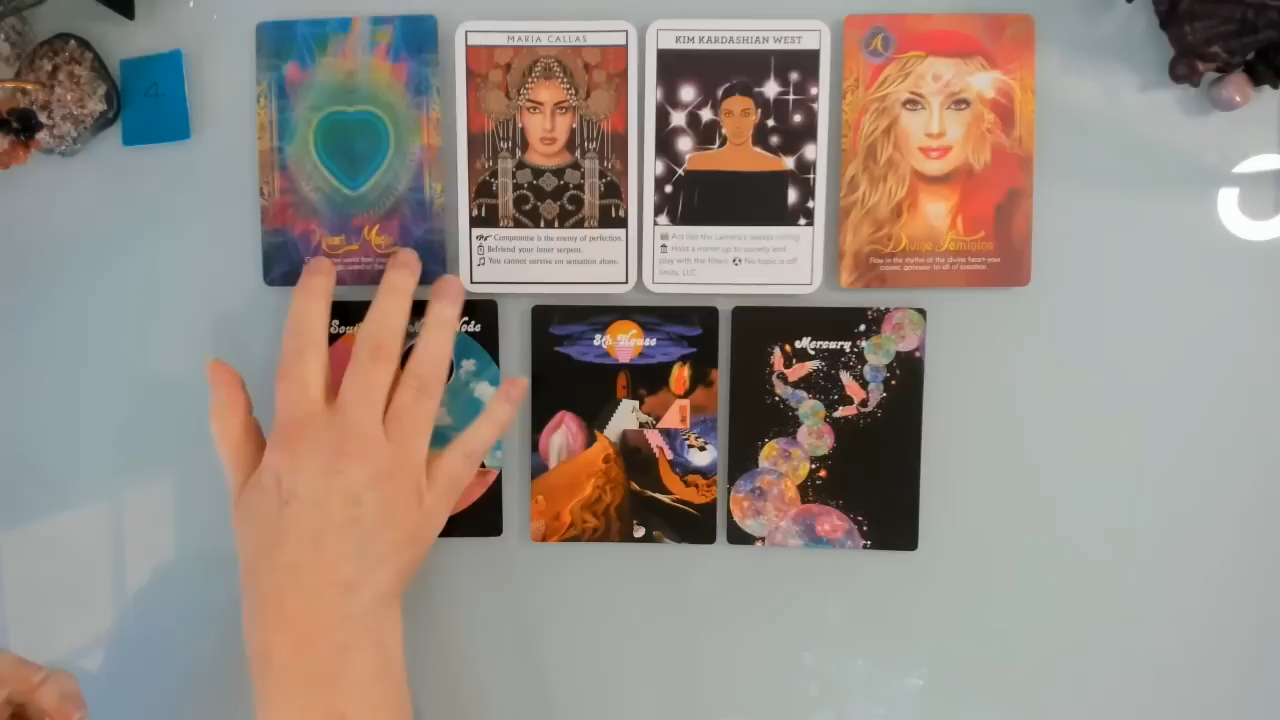 4
MARIA CALLAS
Compromise is the enemy of perfection.
Befriend your inner serpent.
You cannot survive on sensation alone.
KIM KARDASHIAN WEST
Act like the camera's always rolling.
Hold a mirror up to society and
play with the filters. No topic is off
limits, LLC.
Divine Feminine
Flow in the rhythm of the divine heart-your
cosmic gateway to all of creation.
8th House
Mercury